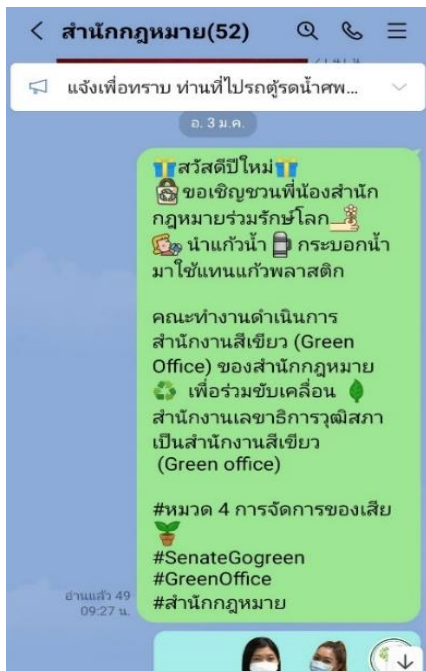 สำนักกฎหมาย(52)
แจ้งเพื่อทราบ ท่านที่ไปรถตู้รดน้ำศพ...
อ. 3 ม.ค.
สวัสดีปีใหม่
ขอเชิญชวนพี่น้องสำนัก
กฎหมายร่วมรักษ์โลก
นำแก้วน้ำ กระบอกน้ำ
มาใช้แทนแก้วพลาสติก
คณะทำงานดำเนินการ
สำนักงานสีเขียว (Green
Office) ของสำนักกฎหมาย
เพื่อร่วมขับเคลื่อน
สำนักงานเลขาธิการวุฒิสภา
เป็นสำนักงานสีเขียว
(Green office)
#หมวด 4 การจัดการของเสีย
#SenateGogreen
#GreenOffice
#สำนักกฎหมาย
อ่านแล้ว 49
09:27 น.